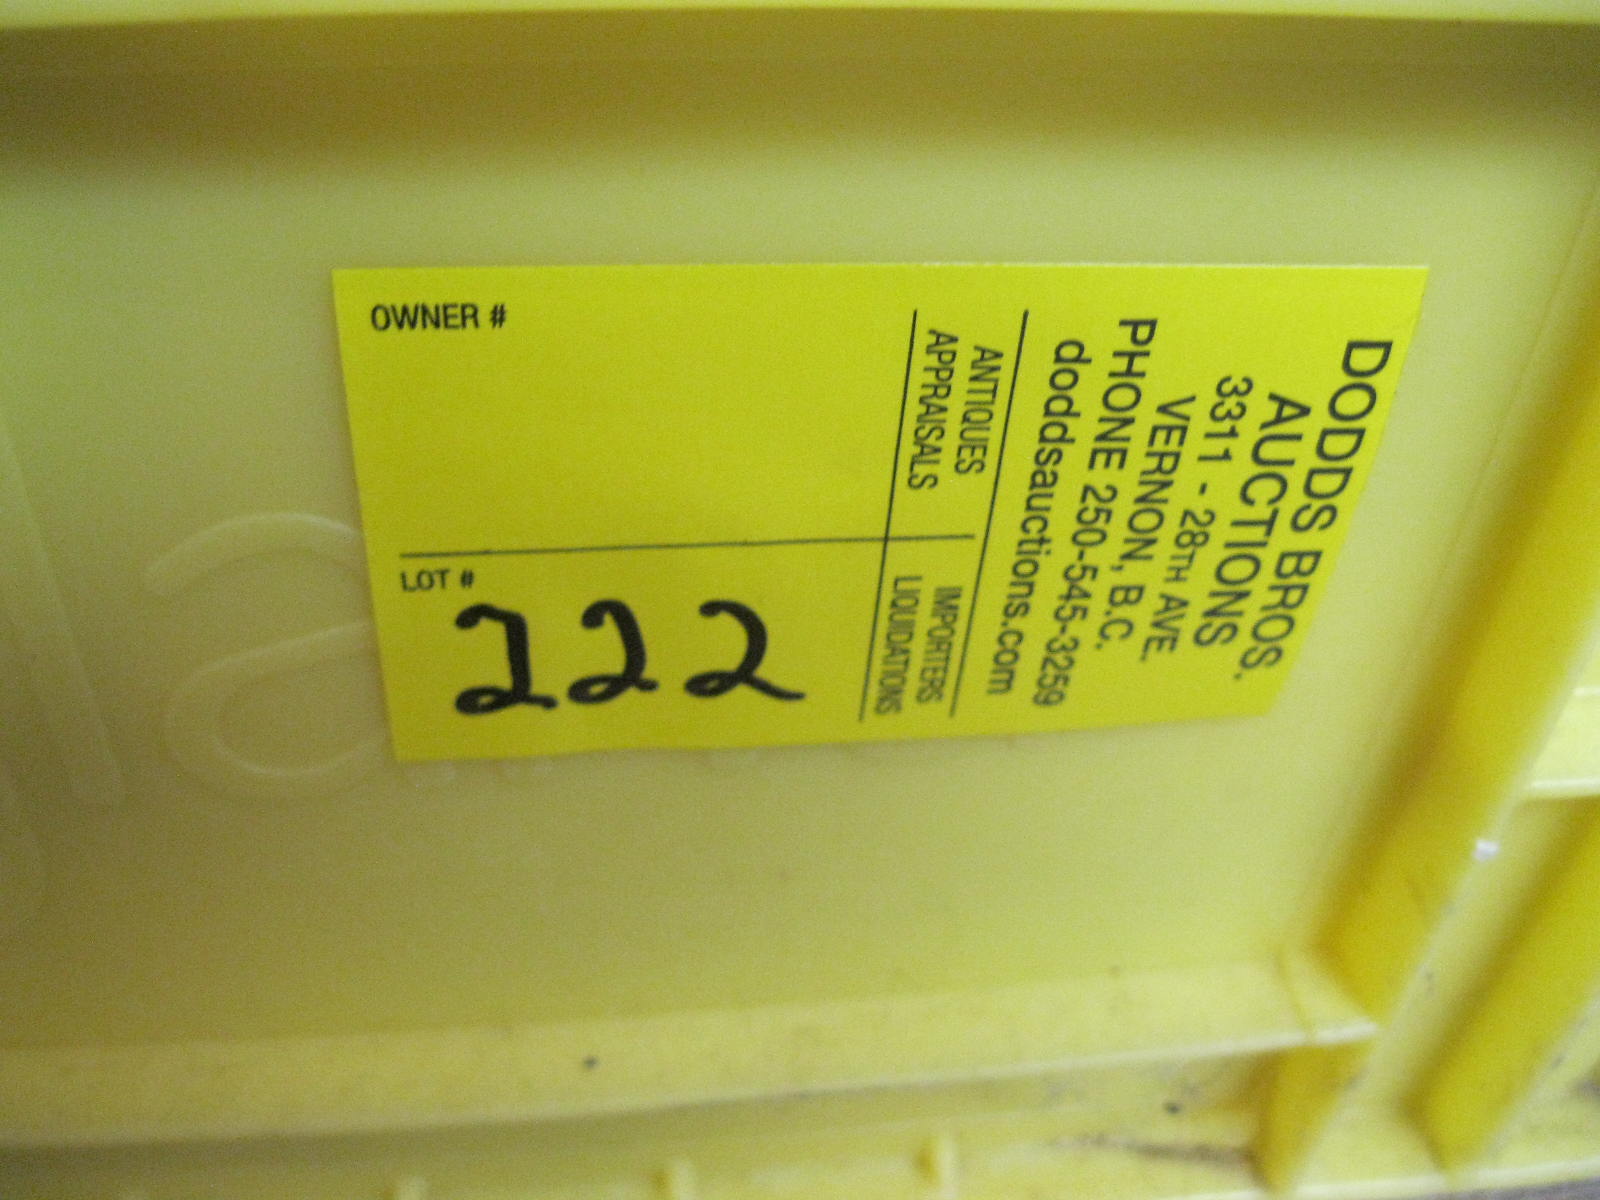 DODDS BROS.
AUCTIONS
3311 - 28TH AVE.
VERNON, B.C.
PHONE 250-545-3259
doddsauctions.com
ANTIQUES IMPORTERS
APPRAISALS LIQUIDATIONS
OWNER #
LOT #
222